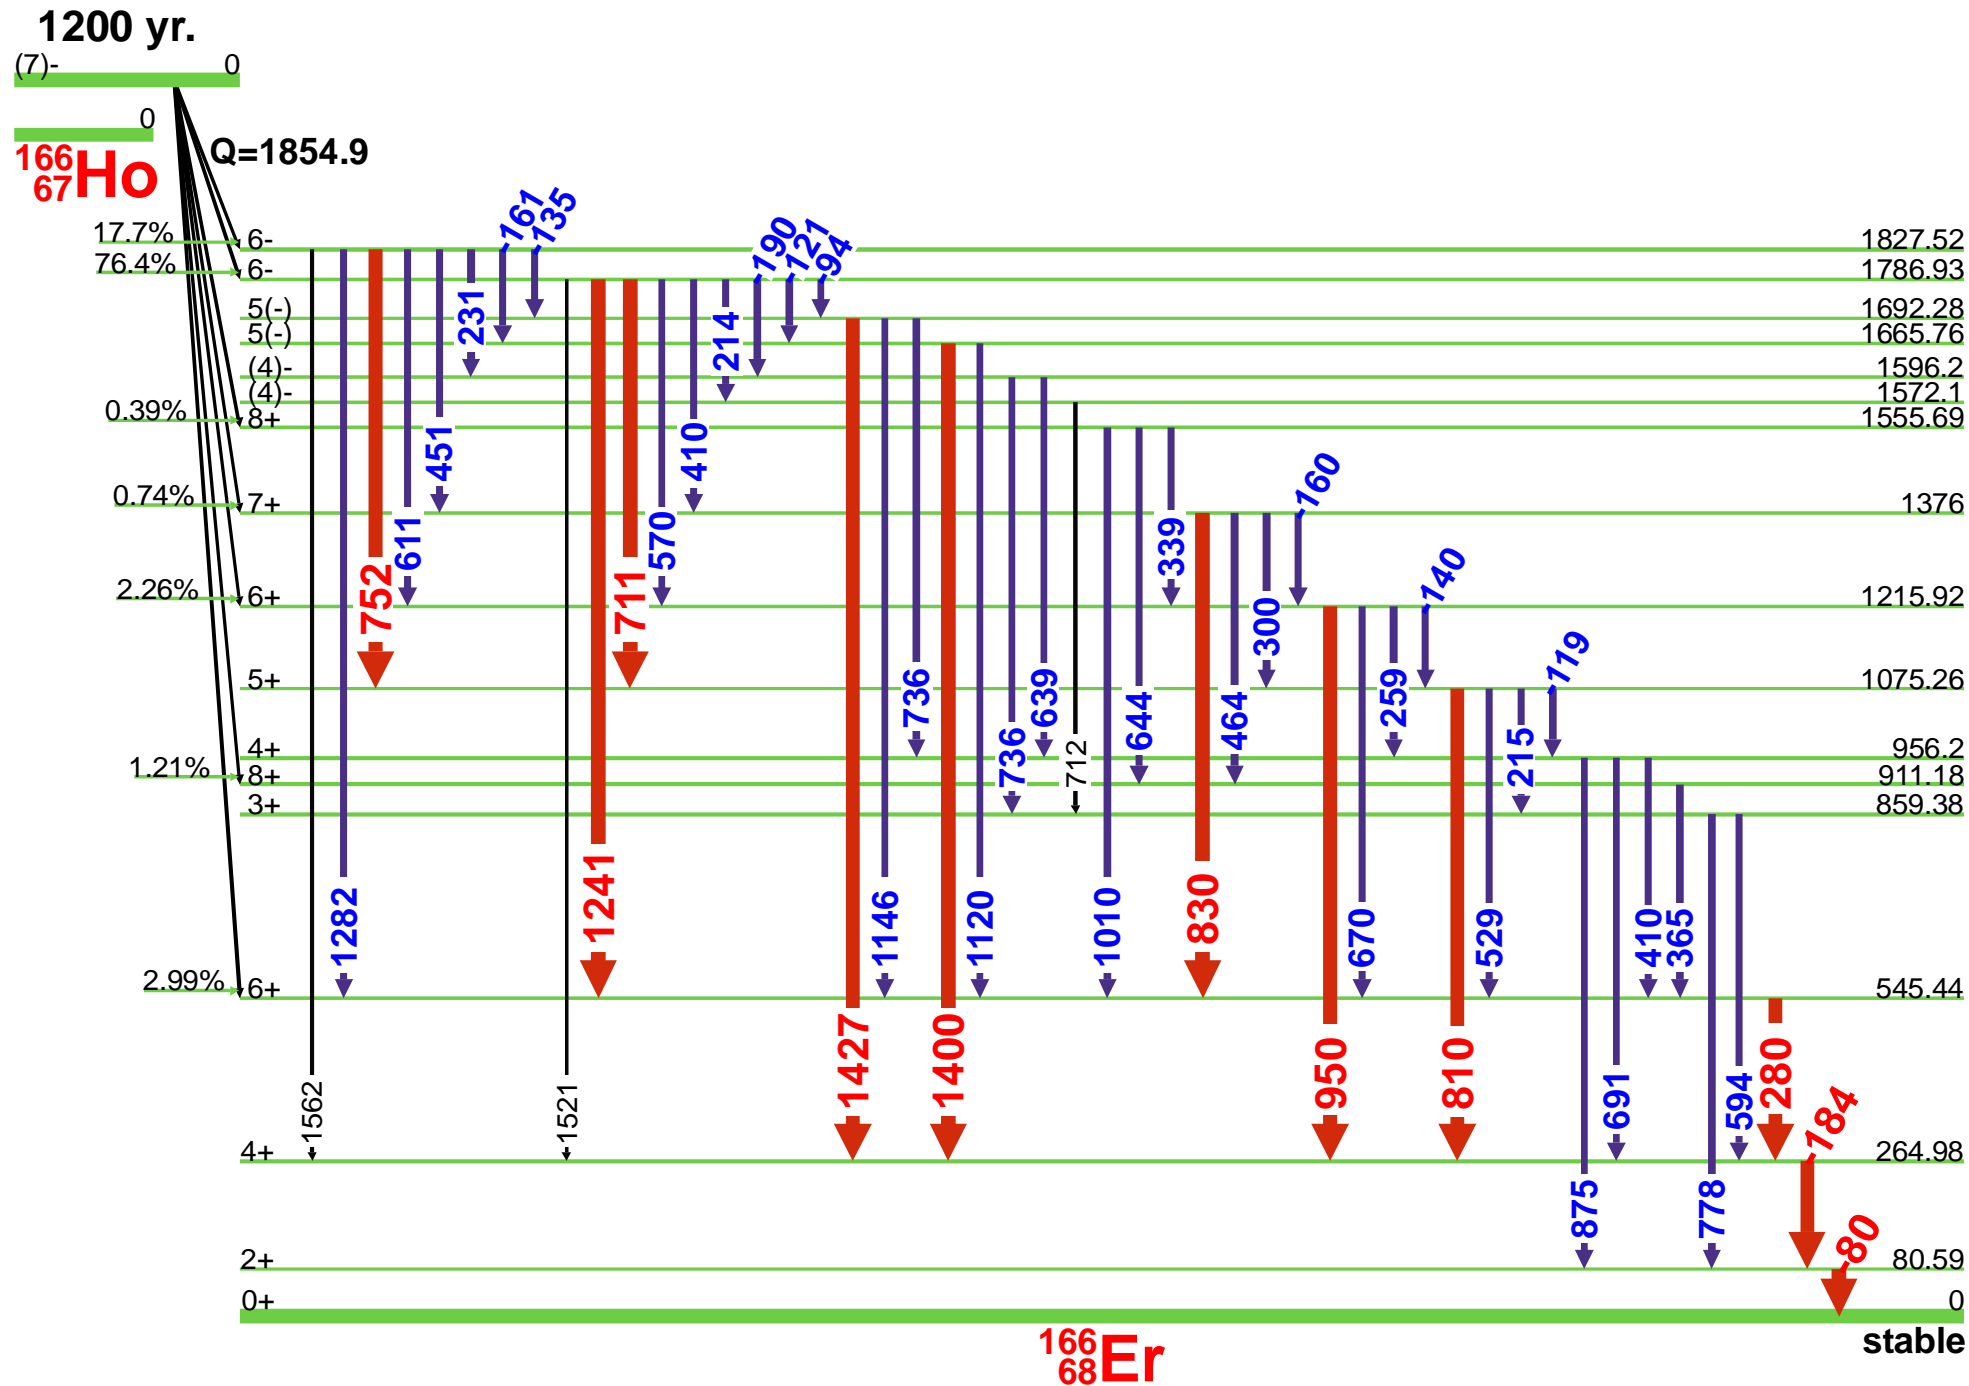 1200 yr.
(7)- 0
0
166
67 Ho
Q=1854.9
161 135 190 121 94
17.7% 6- 1827.52
76.4% 6- 1786.93
5(-) 1692.28
231 214
5(-) 1665.76
(4)- 1596.2
(4)- 1572.1
0.39% 8+ 1555.69
451 410 160
0.74% 7+ 1376
611 570 339 140
2.26% 6+ 1215.92
752 711 300 119
5+ 1075.26
736 639 644 464 259 215
4+ 956.2
736 712
1.21% 8+ 911.18
3+ 859.38
1282 1241 1146 1120 1010 830 670 529 410 365
2.99% 6+ 545.44
1562 1521 1427 1400 950 810 691 594 280 184
4+ 264.98
875 778 80
2+ 80.59
0+ 0
166
68 Er
stable